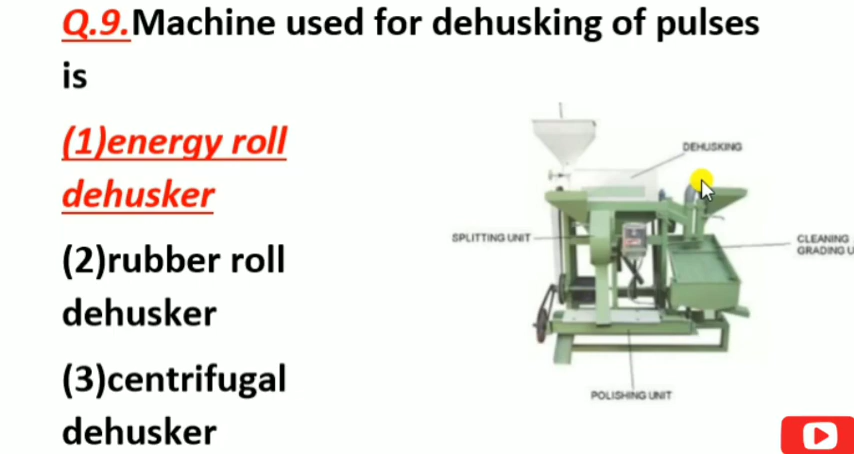 Q.9.Machine used for dehusking of pulses
is
(1)energy roll
dehusker
(2)rubber roll
dehusker
(3)centrifugal
dehusker
DEHUSKING
SPLITTING UNIT
CLEANING
GRADING U
POLISHING UNIT